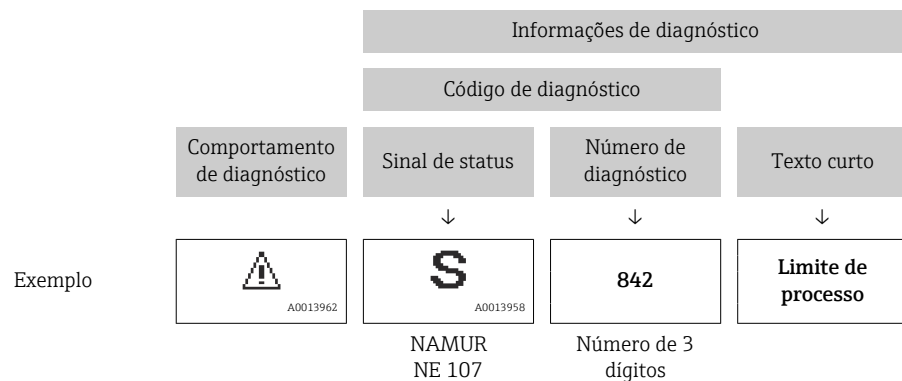 Informações de diagnóstico
Código de diagnóstico
Comportamento
de diagnóstico
Sinal de status
Número de
diagnóstico
Texto curto
↓ ↓ ↓
Exemplo
A0013962
S
A0013958
842
Limite de
processo
NAMUR
NE 107
Número de 3
dígitos